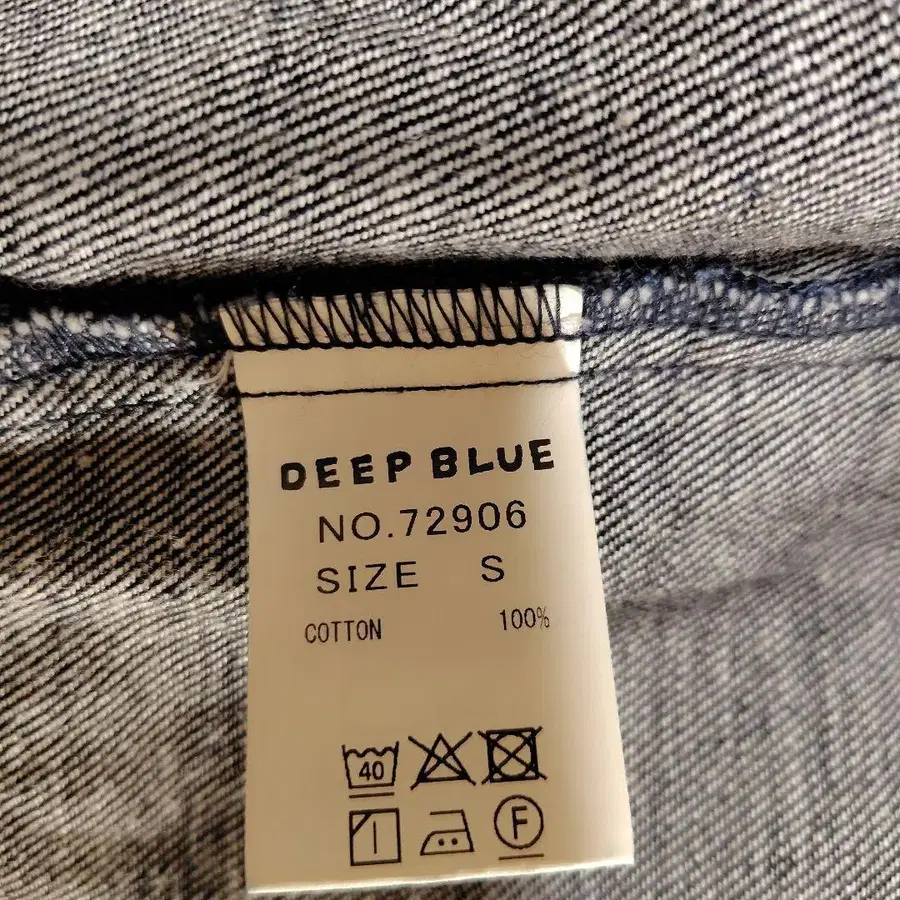 DEEP BLUE
NO.72906
SIZE S
COTTON 100%
40
F